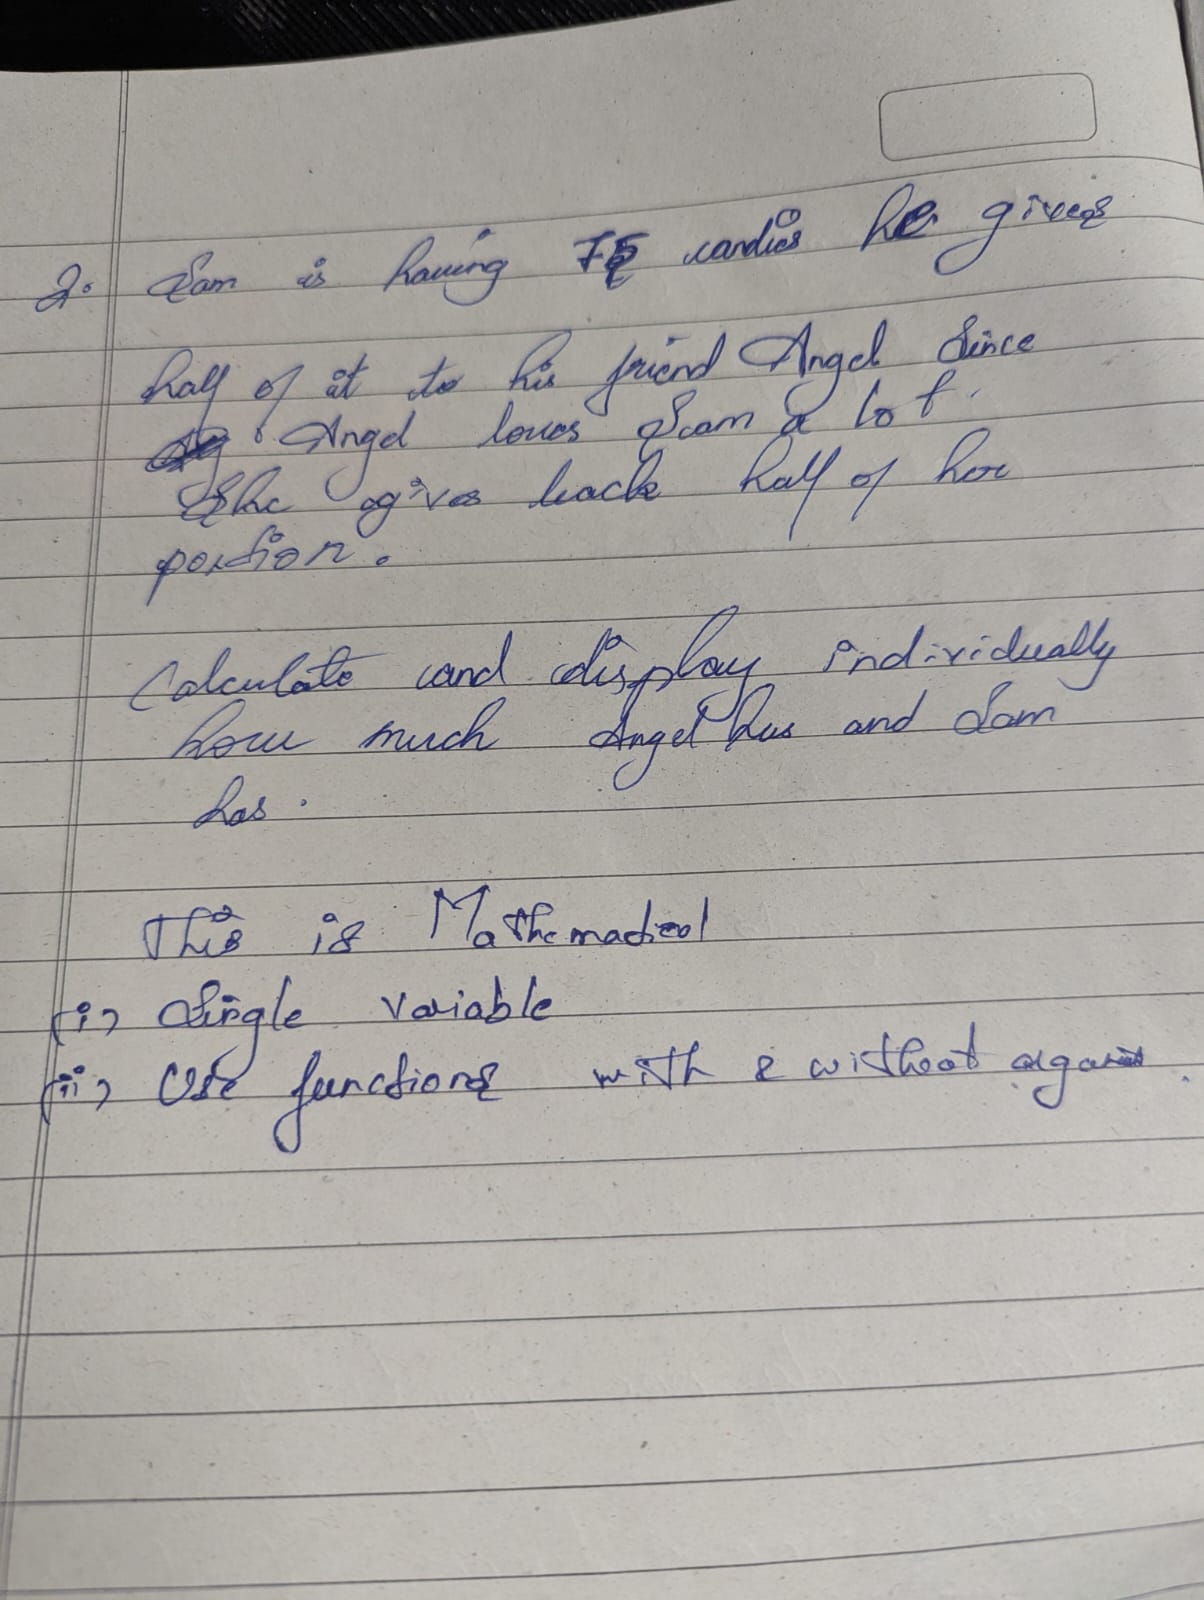 2. Sam is having 75 candies he gives
half of it to his friend Angel Since
Angel loves Sam a lot.
She gives back half of her
portion.
Calculate and display individually
how much Angel has and Sam
has.
This is Mathematical
(i) Single variable
(ii) Use functions with & without